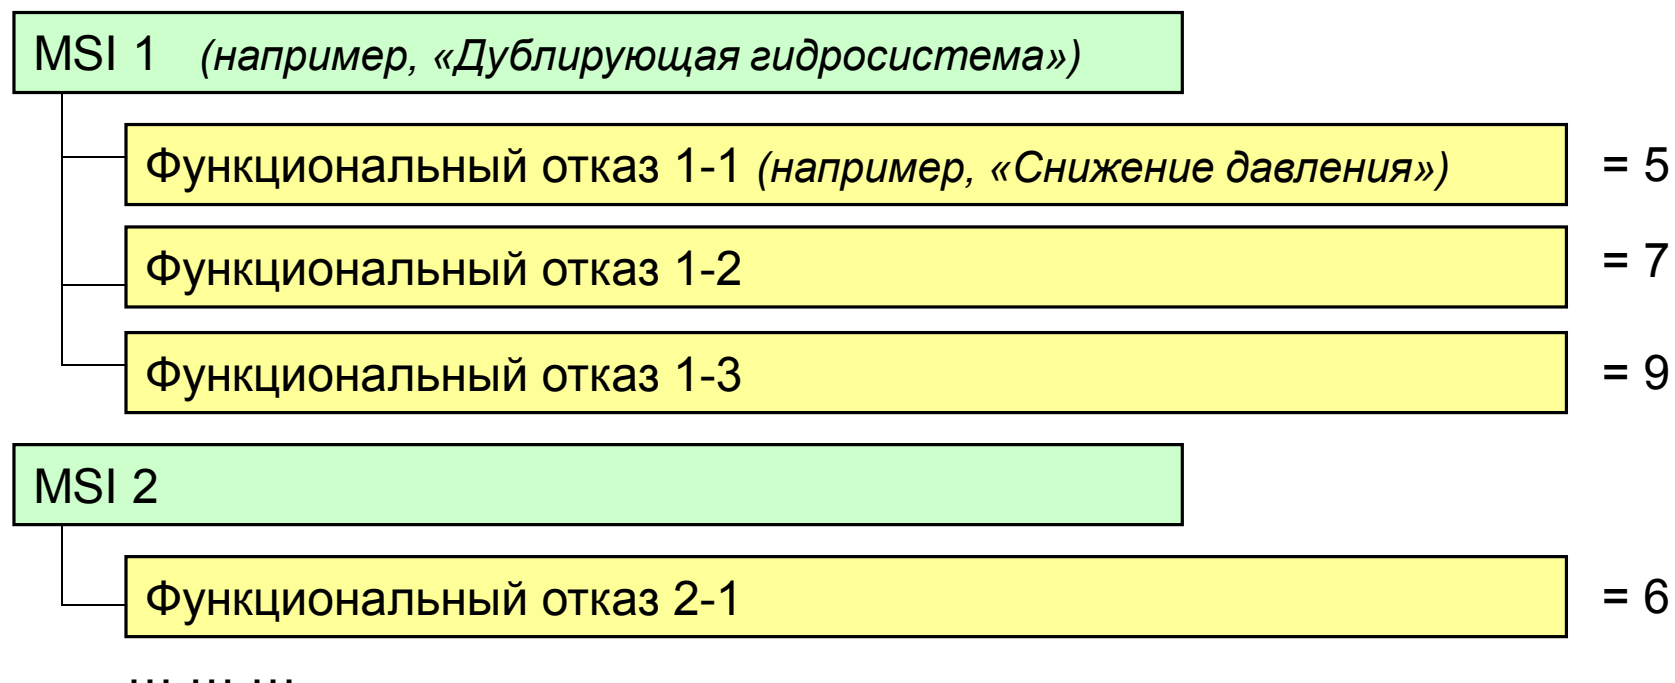 MSI 1 (например, «Дублирующая гидросистема»)
Функциональный отказ 1-1 (например, «Снижение давления») = 5
Функциональный отказ 1-2 = 7
Функциональный отказ 1-3 = 9
MSI 2
Функциональный отказ 2-1 = 6
... ... ...